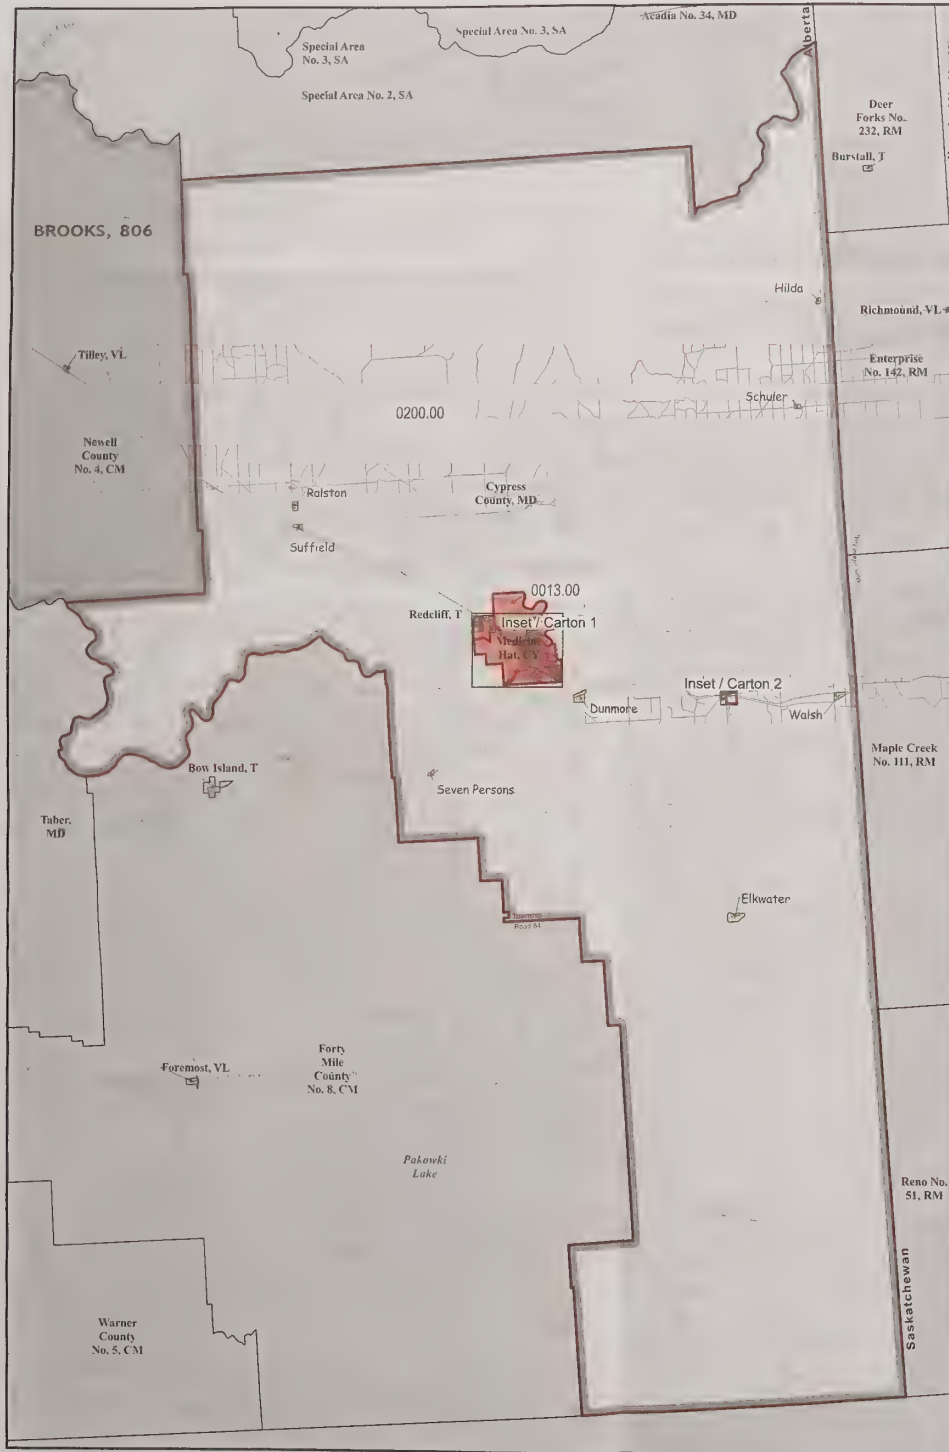 Alberta
Acadia No. 34, MD
Special Area No. 3, SA
Special Area
No. 3, SA
Special Area No. 2, SA
Deer
Forks No.
232, RM
Burstall, T
BROOKS, 806
Hilda
Richmound, VL
Tilley, VL
Enterprise
No. 142, RM
Schuler
0200.00
Newell
County
No. 4, CM
Cypress
County, MD
Ralston
Suffield
0013.00
Redcliff, T
Inset / Carton 1
Medicine
Hat, CY
Inset / Carton 2
Dunmore
Walsh
Maple Creek
No. 111, RM
Bow Island, T
Seven Persons
Taber,
MD
Elkwater
Township
Road 64
Forty
Mile
County
No. 8, CM
Foremost, VL
Pakowki
Lake
Reno No.
51, RM
Saskatchewan
Warner
County
No. 5, CM